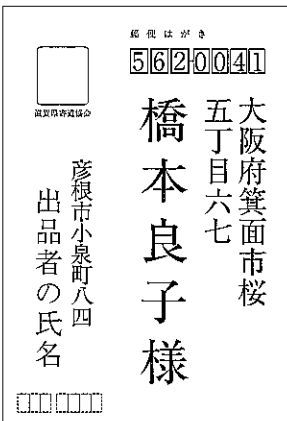 郵便はがき
5620041
大阪府箕面市桜
五丁目六七
橋本良子様
滋賀県書道協会
彦根市小泉町八四
出品者の氏名